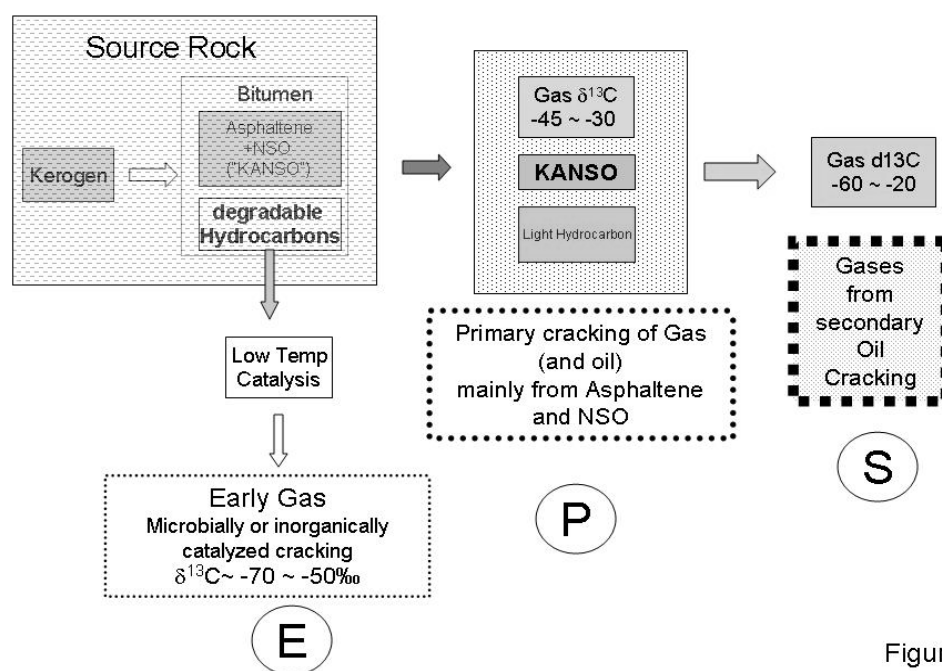 Source Rock
Kerogen
Bitumen
Asphaltene
+NSO
("KANSO")
degradable
Hydrocarbons
Low Temp
Catalysis
Early Gas
Microbially or inorganically
catalyzed cracking
δ¹³C~ -70 ~ -50‰
E
Gas δ¹³C
-45 ~ -30
KANSO
Light Hydrocarbon
Primary cracking of Gas
(and oil)
mainly from Asphaltene
and NSO
P
Gas d13C
-60 ~ -20
Gases
from
secondary
Oil
Cracking
S
Figur